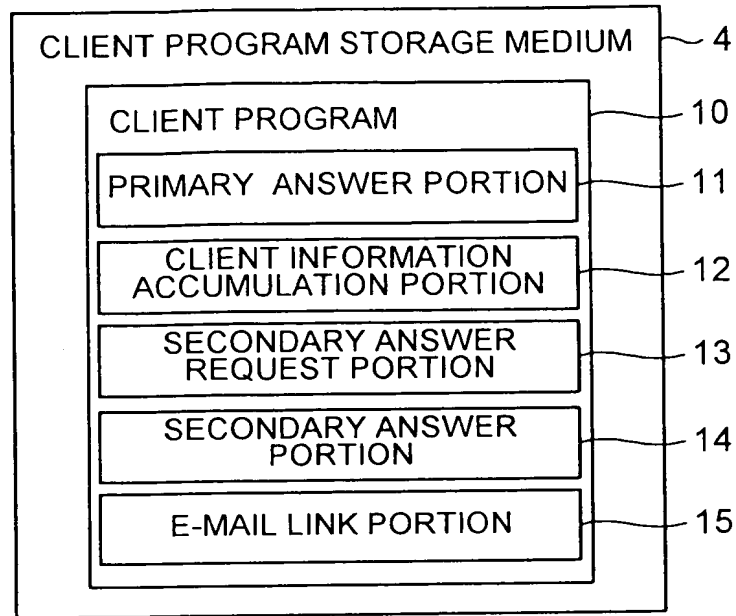 CLIENT PROGRAM STORAGE MEDIUM 4
CLIENT PROGRAM 10
PRIMARY ANSWER PORTION 11
CLIENT INFORMATION
ACCUMULATION PORTION 12
SECONDARY ANSWER
REQUEST PORTION 13
SECONDARY ANSWER
PORTION 14
E-MAIL LINK PORTION 15